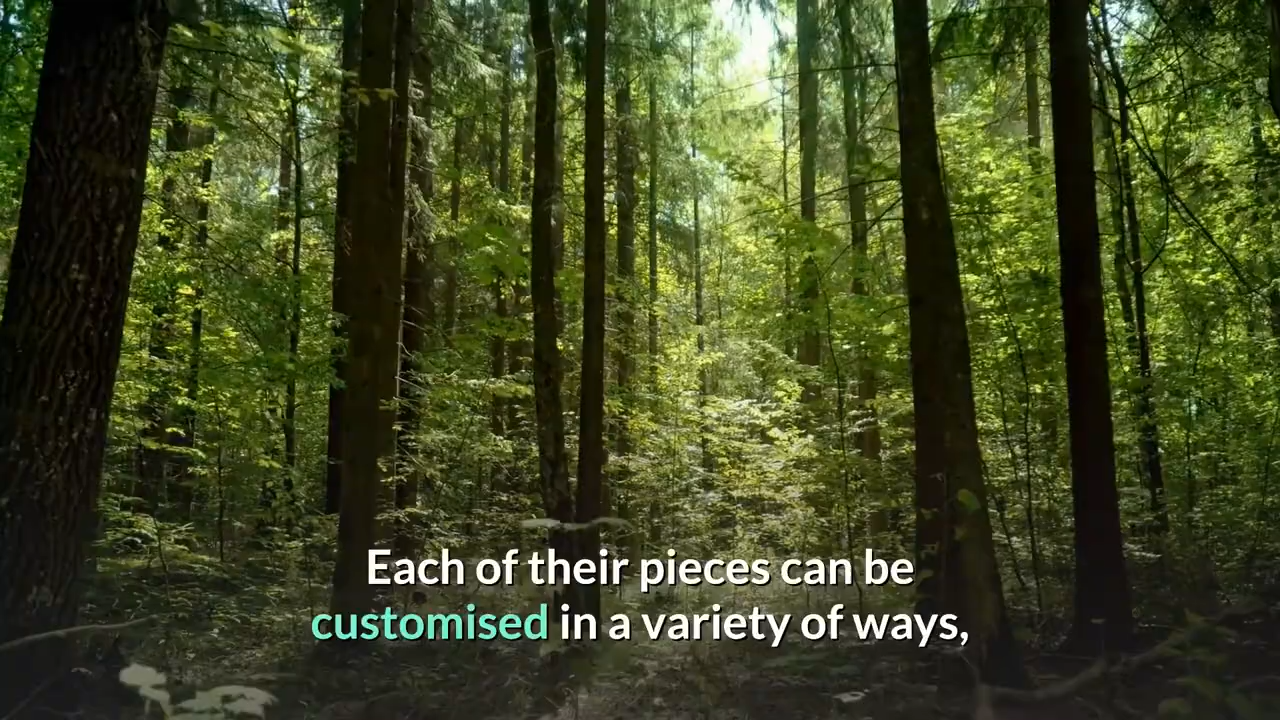 Each of their pieces can be
customised in a variety of ways,